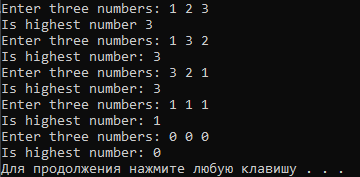 Enter three numbers: 1 2 3
Is highest number 3
Enter three numbers: 1 3 2
Is highest number: 3
Enter three numbers: 3 2 1
Is highest number: 3
Enter three numbers: 1 1 1
Is highest number: 1
Enter three numbers: 0 0 0
Is highest number: 0
Для продолжения нажмите любую клавишу . . .